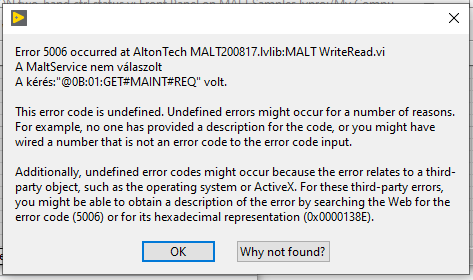 Error 5006 occurred at AltonTech MALT200817.lvlib:MALT WriteRead.vi
A MaltService nem válaszolt
A kérés:"@0B:01:GET#MAINT#REQ" volt.
This error code is undefined. Undefined errors might occur for a number of reasons.
For example, no one has provided a description for the code, or you might have
wired a number that is not an error code to the error code input.
Additionally, undefined error codes might occur because the error relates to a third-
party object, such as the operating system or ActiveX. For these third-party errors,
you might be able to obtain a description of the error by searching the Web for the
error code (5006) or for its hexadecimal representation (0x0000138E).
OK
Why not found?